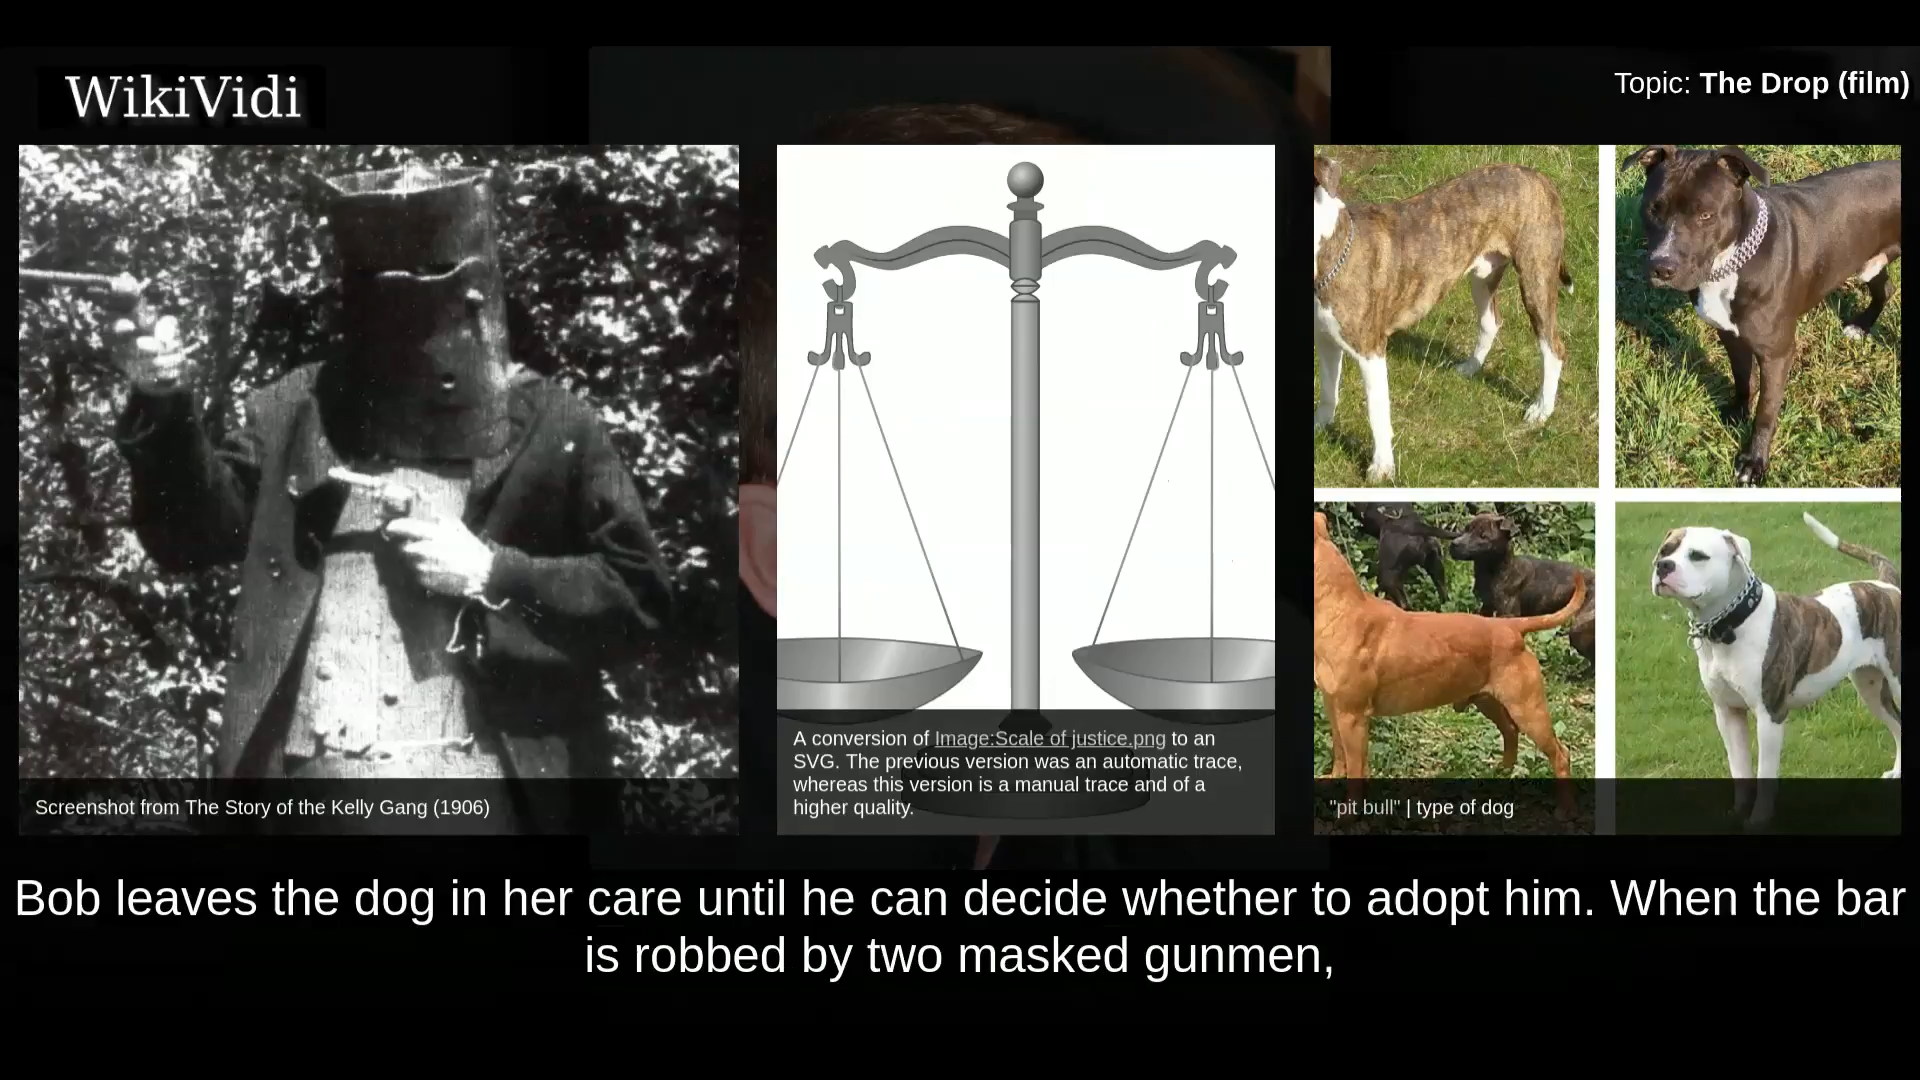 WikiVidi
Topic: The Drop (film)
Screenshot from The Story of the Kelly Gang (1906)
A conversion of Image:Scale of justice.png to an
SVG. The previous version was an automatic trace,
whereas this version is a manual trace and of a
higher quality.
"pit bull" | type of dog
Bob leaves the dog in her care until he can decide whether to adopt him. When the bar
is robbed by two masked gunmen,